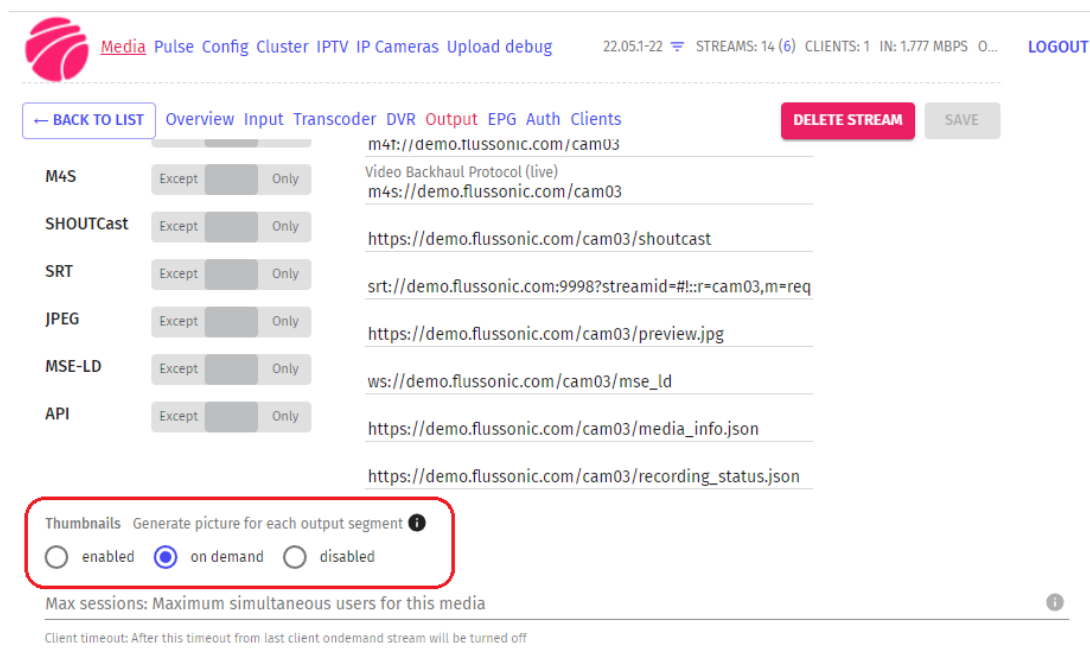 Media Pulse Config Cluster IPTV IP Cameras Upload debug 22.05.1-22 STREAMS: 14 (6) CLIENTS: 1 IN: 1.777 MBPS O... LOGOUT
← BACK TO LIST Overview Input Transcoder DVR Output EPG Auth Clients DELETE STREAM SAVE
m4f://demo.flussonic.com/cam03
M4S Except Only Video Backhaul Protocol (live)
m4s://demo.flussonic.com/cam03
SHOUTCast Except Only
https://demo.flussonic.com/cam03/shoutcast
SRT Except Only
srt://demo.flussonic.com:9998?streamid=#!::r=cam03,m=req
JPEG Except Only
https://demo.flussonic.com/cam03/preview.jpg
MSE-LD Except Only
ws://demo.flussonic.com/cam03/mse_ld
API Except Only
https://demo.flussonic.com/cam03/media_info.json
https://demo.flussonic.com/cam03/recording_status.json
Thumbnails Generate picture for each output segment
enabled on demand disabled
Max sessions: Maximum simultaneous users for this media
Client timeout: After this timeout from last client ondemand stream will be turned off